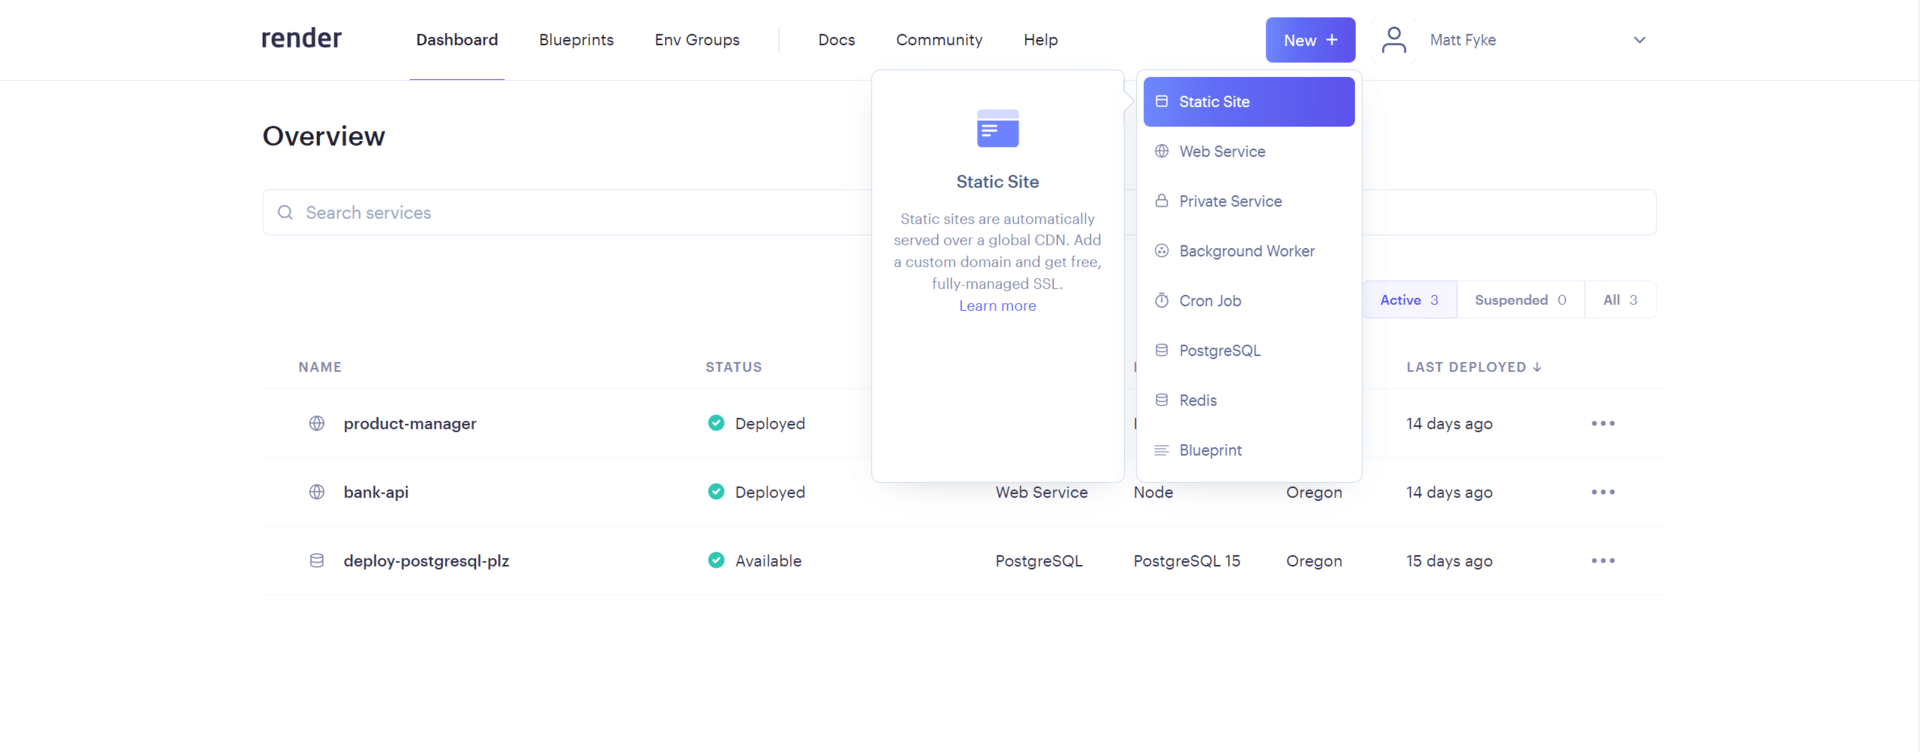 render
Dashboard
Blueprints
Env Groups
Docs
Community
Help
New +
Matt Fyke
Overview
Search services
Static Site
Static sites are automatically
served over a global CDN. Add
a custom domain and get free,
fully-managed SSL.
Learn more
Static Site
Web Service
Private Service
Background Worker
Cron Job
PostgreSQL
Redis
Blueprint
Active 3
Suspended 0
All 3
NAME
STATUS
LAST DEPLOYED ↓
product-manager
Deployed
14 days ago
bank-api
Deployed
Web Service
Node
Oregon
14 days ago
deploy-postgresql-plz
Available
PostgreSQL
PostgreSQL 15
Oregon
15 days ago